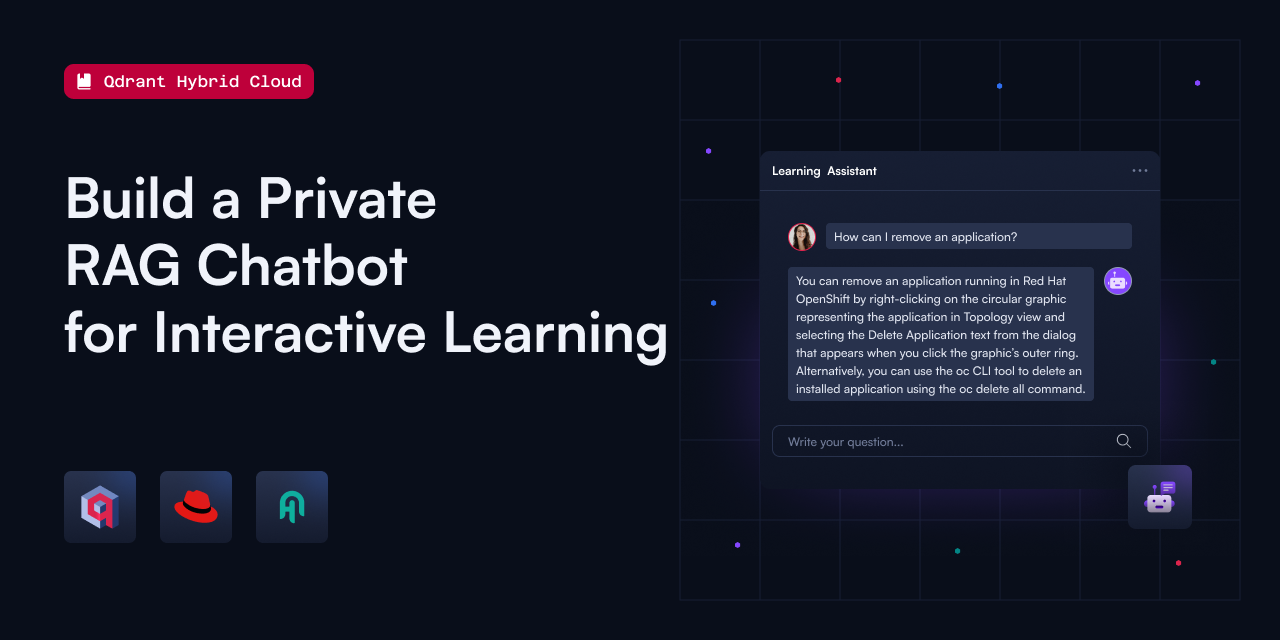 Qdrant Hybrid Cloud
Build a Private
RAG Chatbot
for Interactive Learning
Learning Assistant
How can I remove an application?
You can remove an application running in Red Hat
OpenShift by right-clicking on the circular graphic
representing the application in Topology view and
selecting the Delete Application text from the dialog
that appears when you click the graphic's outer ring.
Alternatively, you can use the oc CLI tool to delete an
installed application using the oc delete all command.
Write your question...